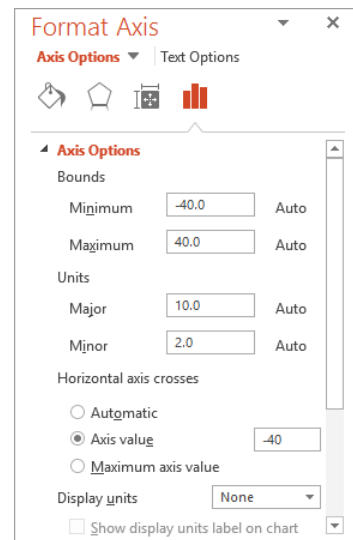 Format Axis
Axis Options Text Options
Axis Options
Bounds
Minimum -40.0 Auto
Maximum 40.0 Auto
Units
Major 10.0 Auto
Minor 2.0 Auto
Horizontal axis crosses
Automatic
Axis value -40
Maximum axis value
Display units None
Show display units label on chart